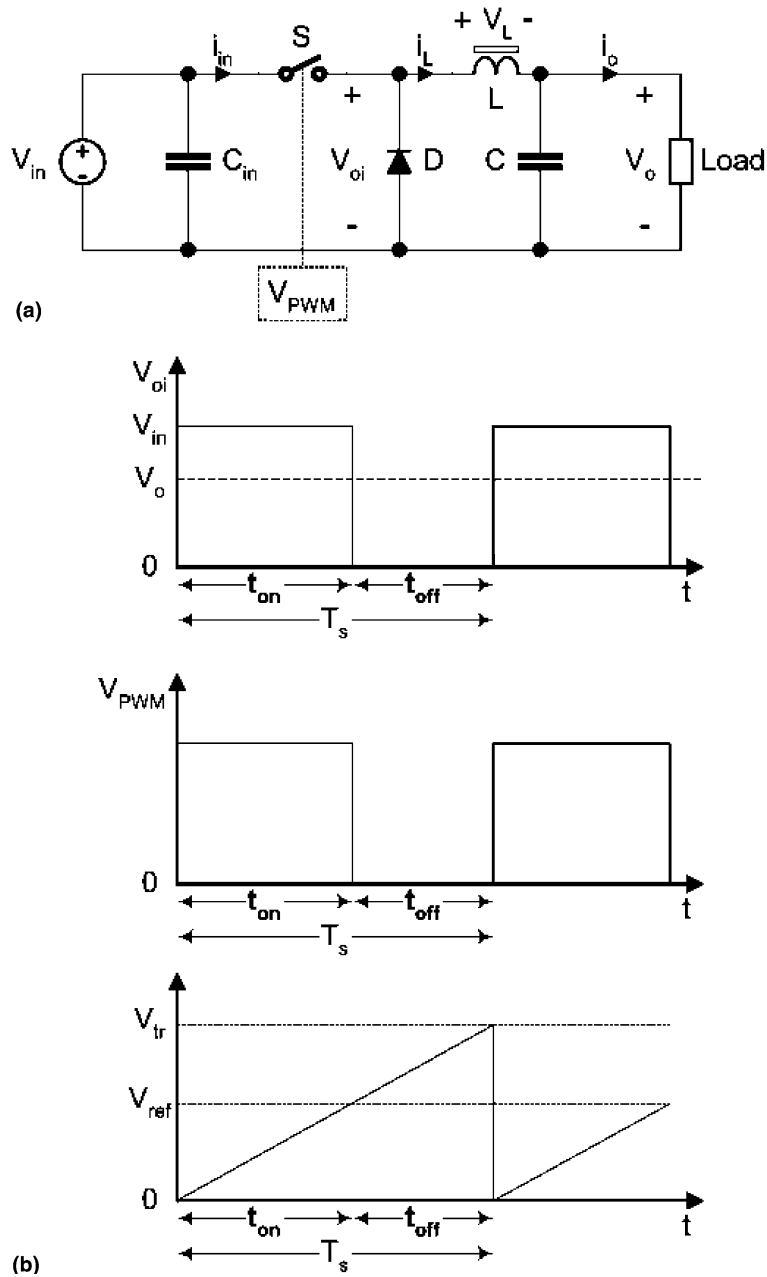 + V_L -
i_in S i_L i_o
L
V_in + - C_in + V_oi - D C + V_o - Load
V_PWM
(a)
V_oi
V_in
V_o
0
t_on t_off t
T_s
V_PWM
0
t_on t_off t
T_s
V_tr
V_ref
0
t_on t_off t
T_s
(b)